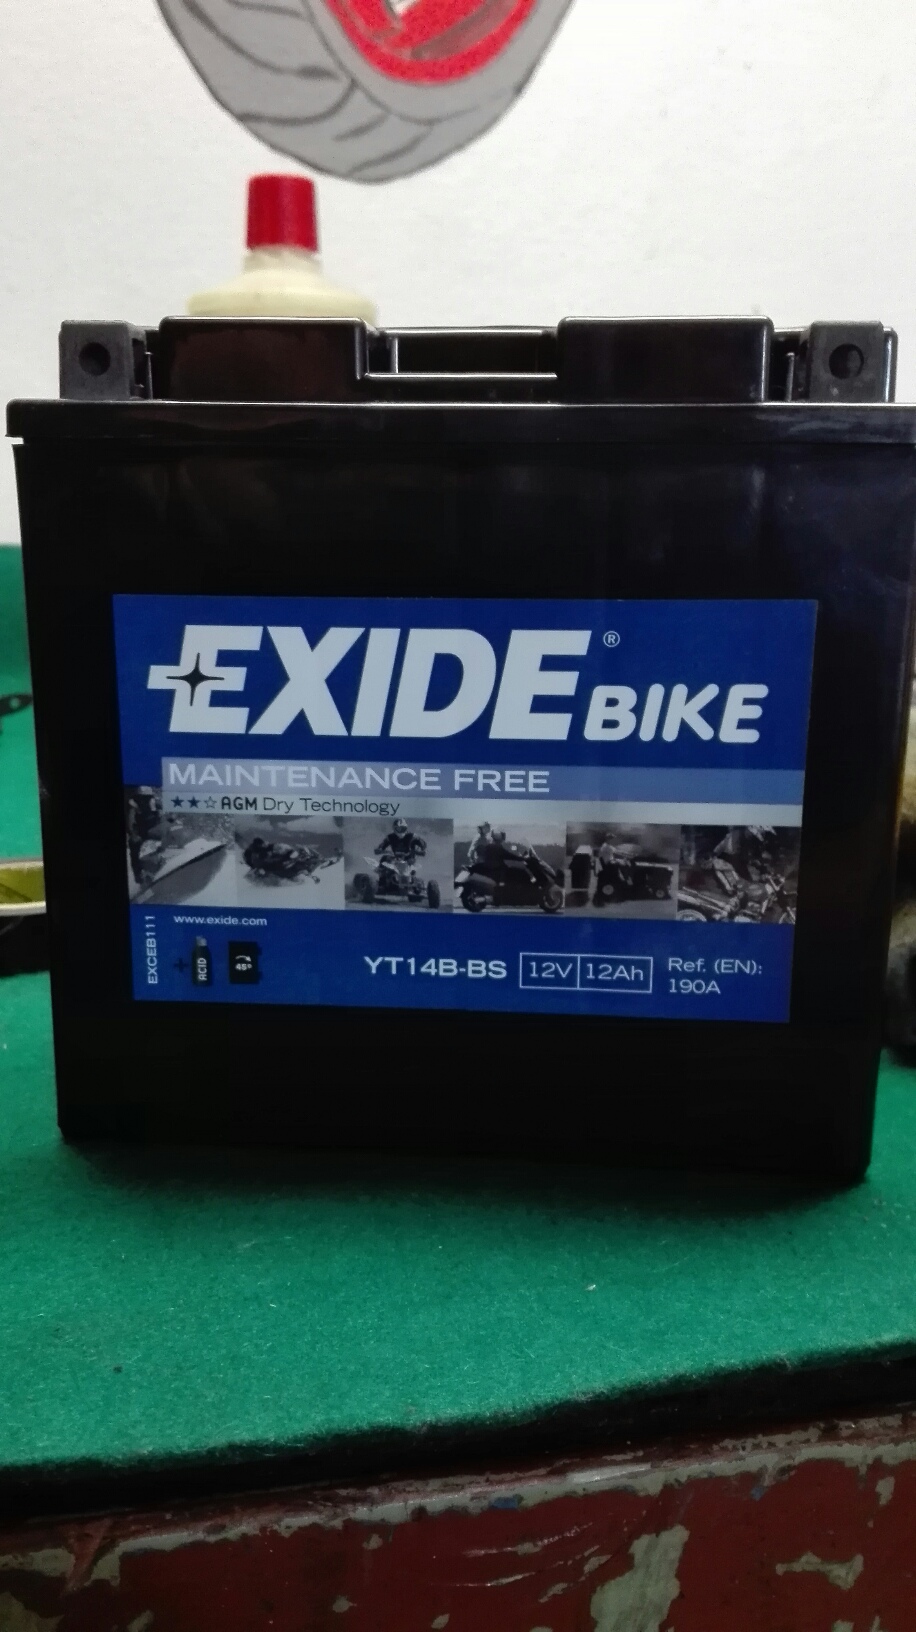 EXIDE® BIKE
MAINTENANCE FREE
AGM Dry Technology
www.exide.com
EXCEB111
+ ACID
45°
YT14B-BS 12V 12Ah Ref. (EN):
190A